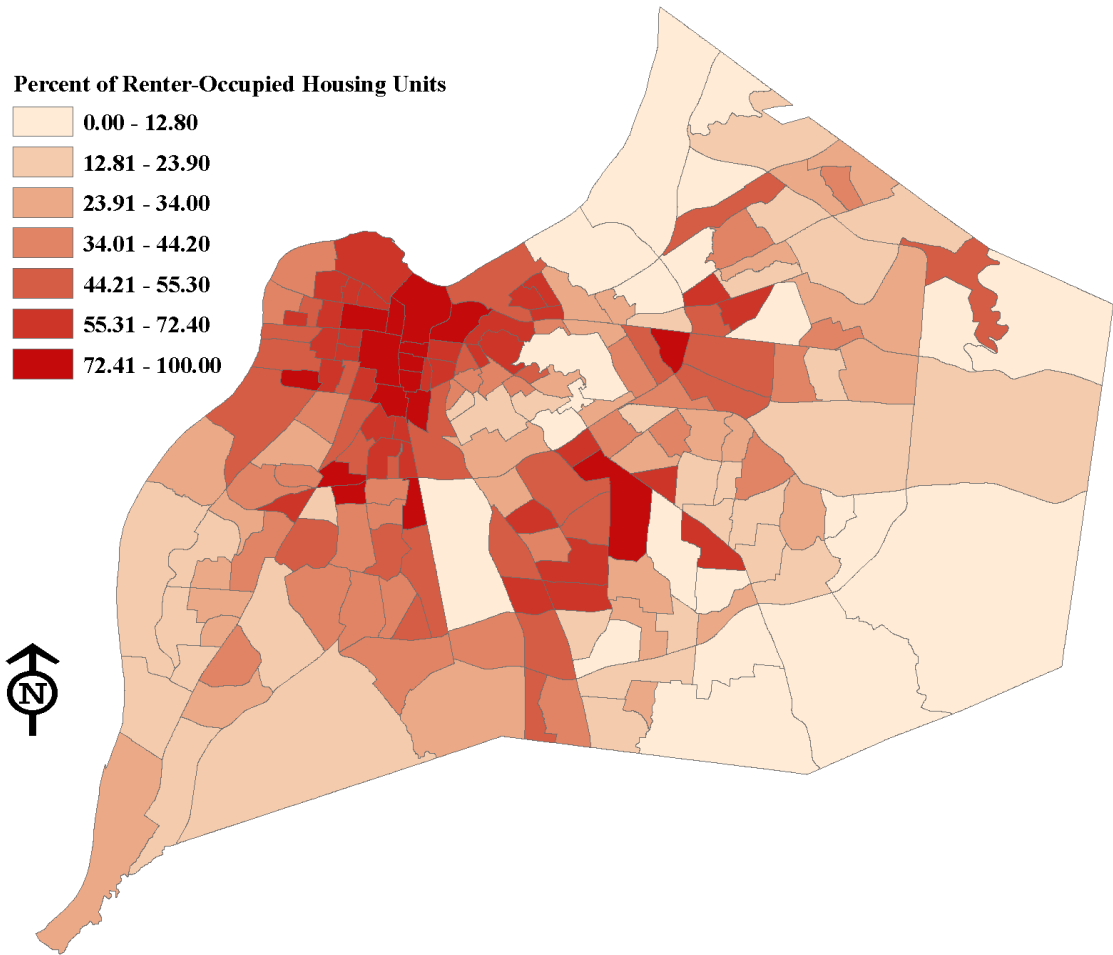 Percent of Renter-Occupied Housing Units
0.00 - 12.80
12.81 - 23.90
23.91 - 34.00
34.01 - 44.20
44.21 - 55.30
55.31 - 72.40
72.41 - 100.00
N